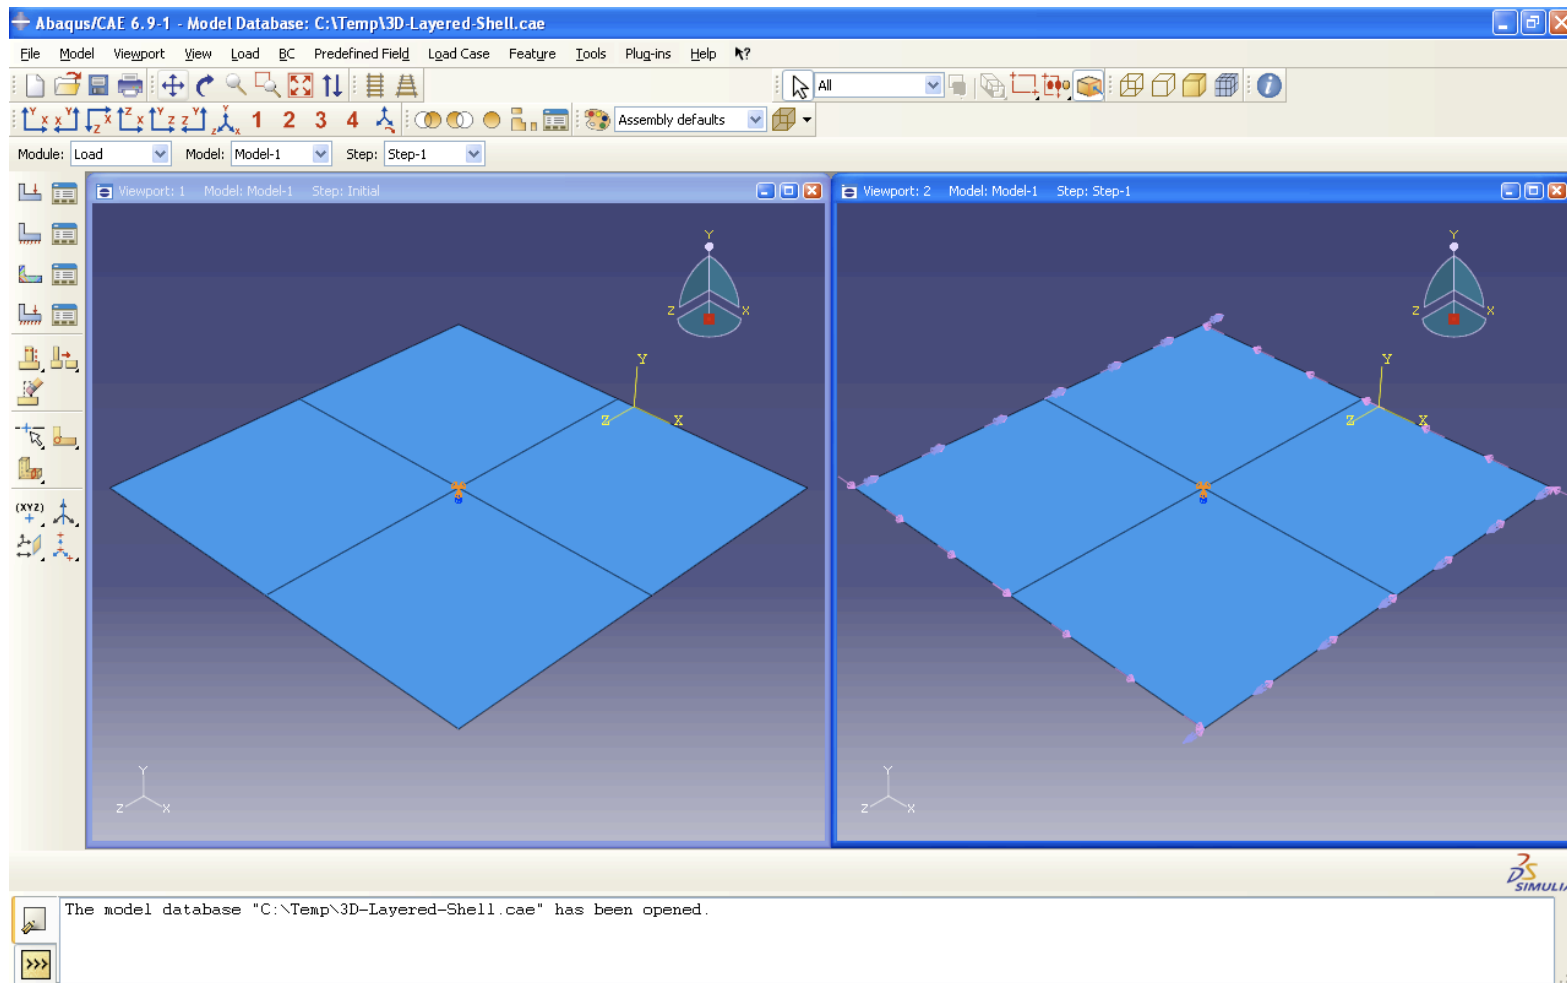 Abaqus/CAE 6.9-1 - Model Database: C:\Temp\3D-Layered-Shell.cae
File Model Viewport View Load BC Predefined Field Load Case Feature Tools Plug-ins Help ?
All
1 2 3 4 Assembly defaults
Module: Load Model: Model-1 Step: Step-1
Viewport: 1 Model: Model-1 Step: Initial
Viewport: 2 Model: Model-1 Step: Step-1
Y
Z X
Y
Z X
Y
Z X
Y
Z X
(XYZ)
Y
Z X
Y
Z X
SIMULIA
The model database "C:\Temp\3D-Layered-Shell.cae" has been opened.
>>>